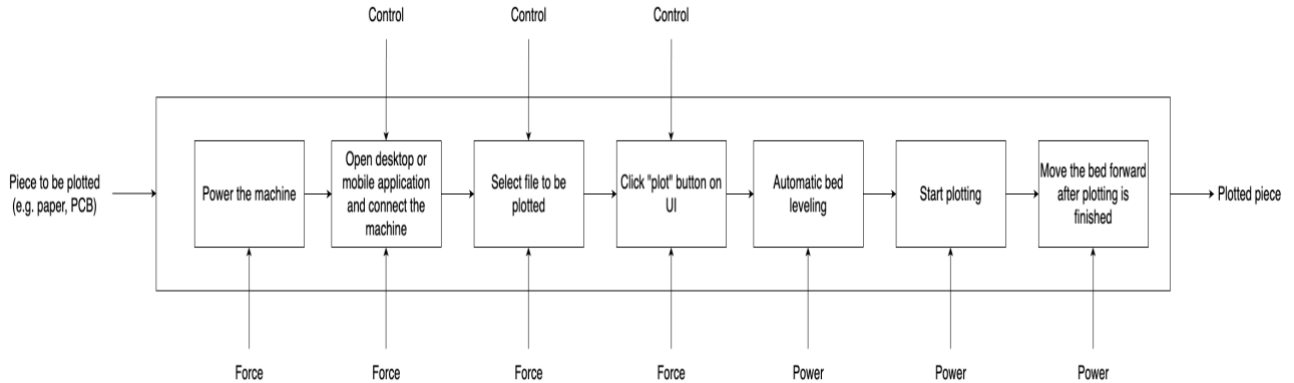 Control
Control
Control
Piece to be plotted
(e.g. paper, PCB)
Power the machine
Open desktop or
mobile application
and connect the
machine
Select file to be
plotted
Click "plot" button on
UI
Automatic bed
leveling
Start plotting
Move the bed forward
after plotting is
finished
Plotted piece
Force
Force
Force
Force
Power
Power
Power